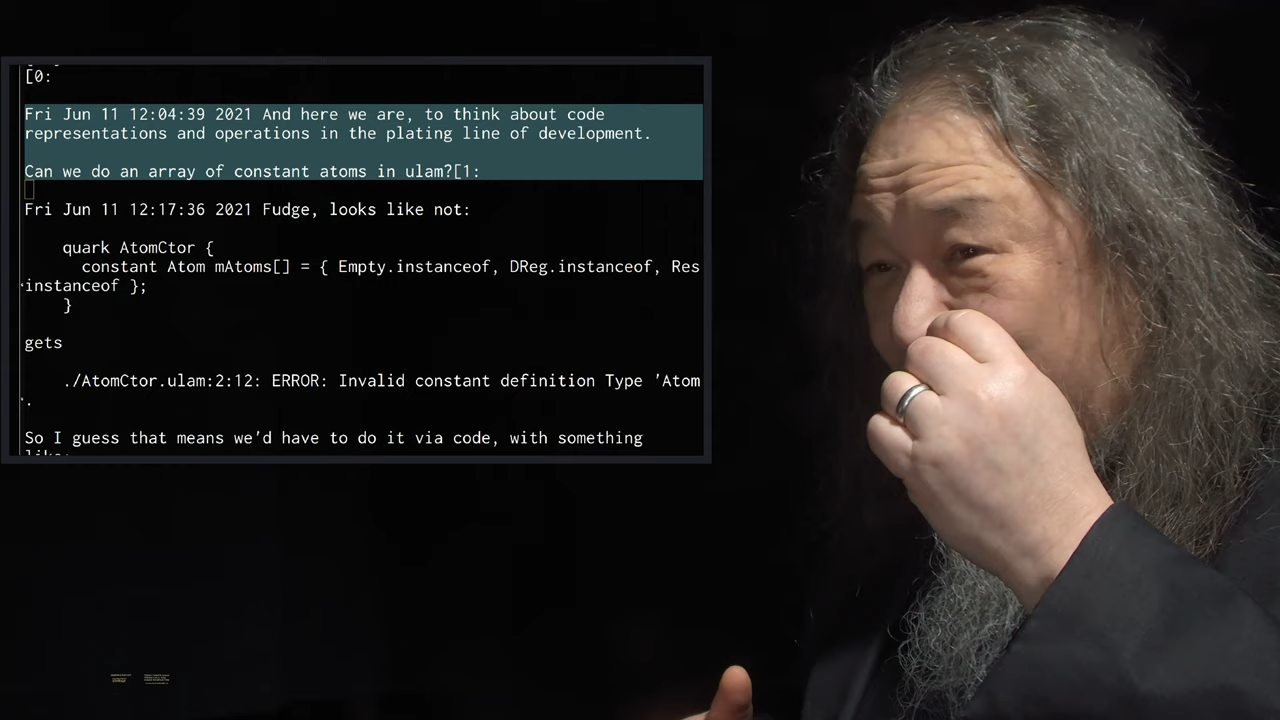 [0:
Fri Jun 11 12:04:39 2021 And here we are, to think about code
representations and operations in the plating line of development.
Can we do an array of constant atoms in ulam?[1:
Fri Jun 11 12:17:36 2021 Fudge, looks like not:
quark AtomCtor {
constant Atom mAtoms[] = { Empty.instanceof, DReg.instanceof, Res
instanceof };
}
gets
./AtomCtor.ulam:2:12: ERROR: Invalid constant definition Type 'Atom
'.
So I guess that means we'd have to do it via code, with something